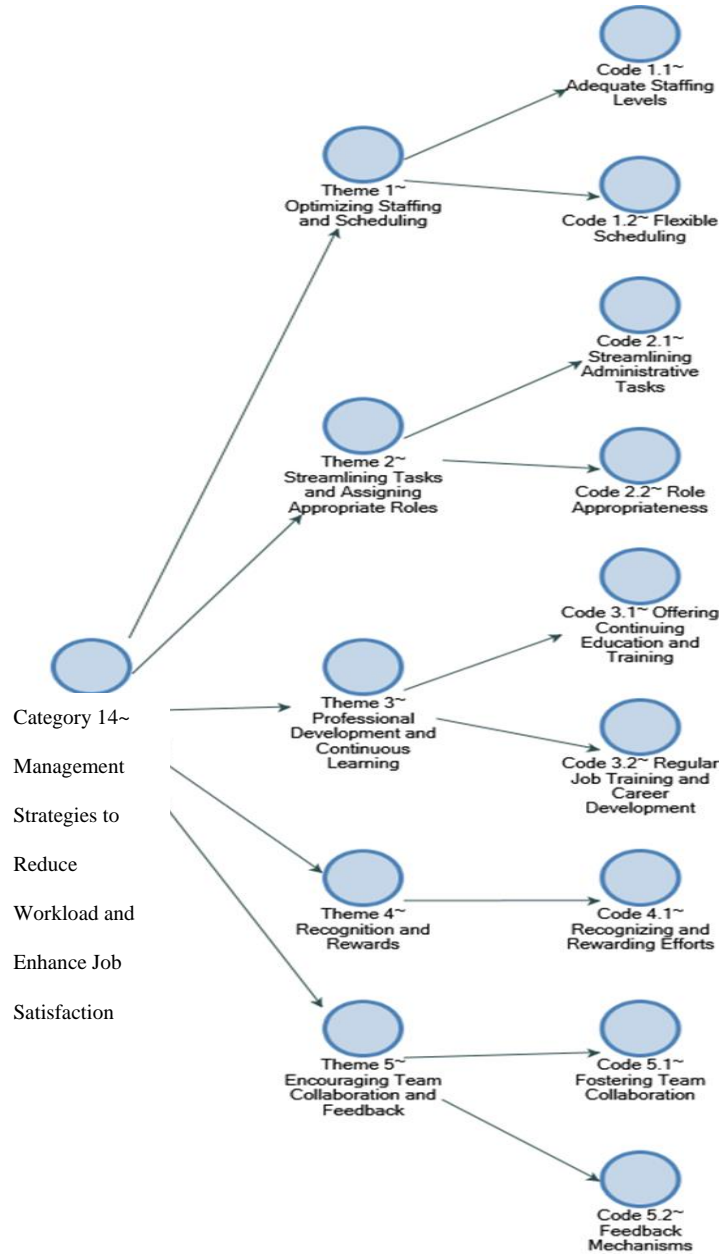 Code 1.1~
Adequate Staffing
Levels
Theme 1~
Optimizing Staffing
and Scheduling
Code 1.2~ Flexible
Scheduling
Code 2.1~
Streamlining
Administrative
Tasks
Theme 2~
Streamlining Tasks
and Assigning
Appropriate Roles
Code 2.2~ Role
Appropriateness
Code 3.1~ Offering
Continuing
Education and
Training
Category 14~
Management
Strategies to
Reduce
Workload and
Enhance Job
Satisfaction
Theme 3~
Professional
Development and
Continuous
Learning
Code 3.2~ Regular
Job Training and
Career
Development
Theme 4~
Recognition and
Rewards
Code 4.1~
Recognizing and
Rewarding Efforts
Theme 5~
Encouraging Team
Collaboration and
Feedback
Code 5.1~
Fostering Team
Collaboration
Code 5.2~
Feedback
Mechanisms